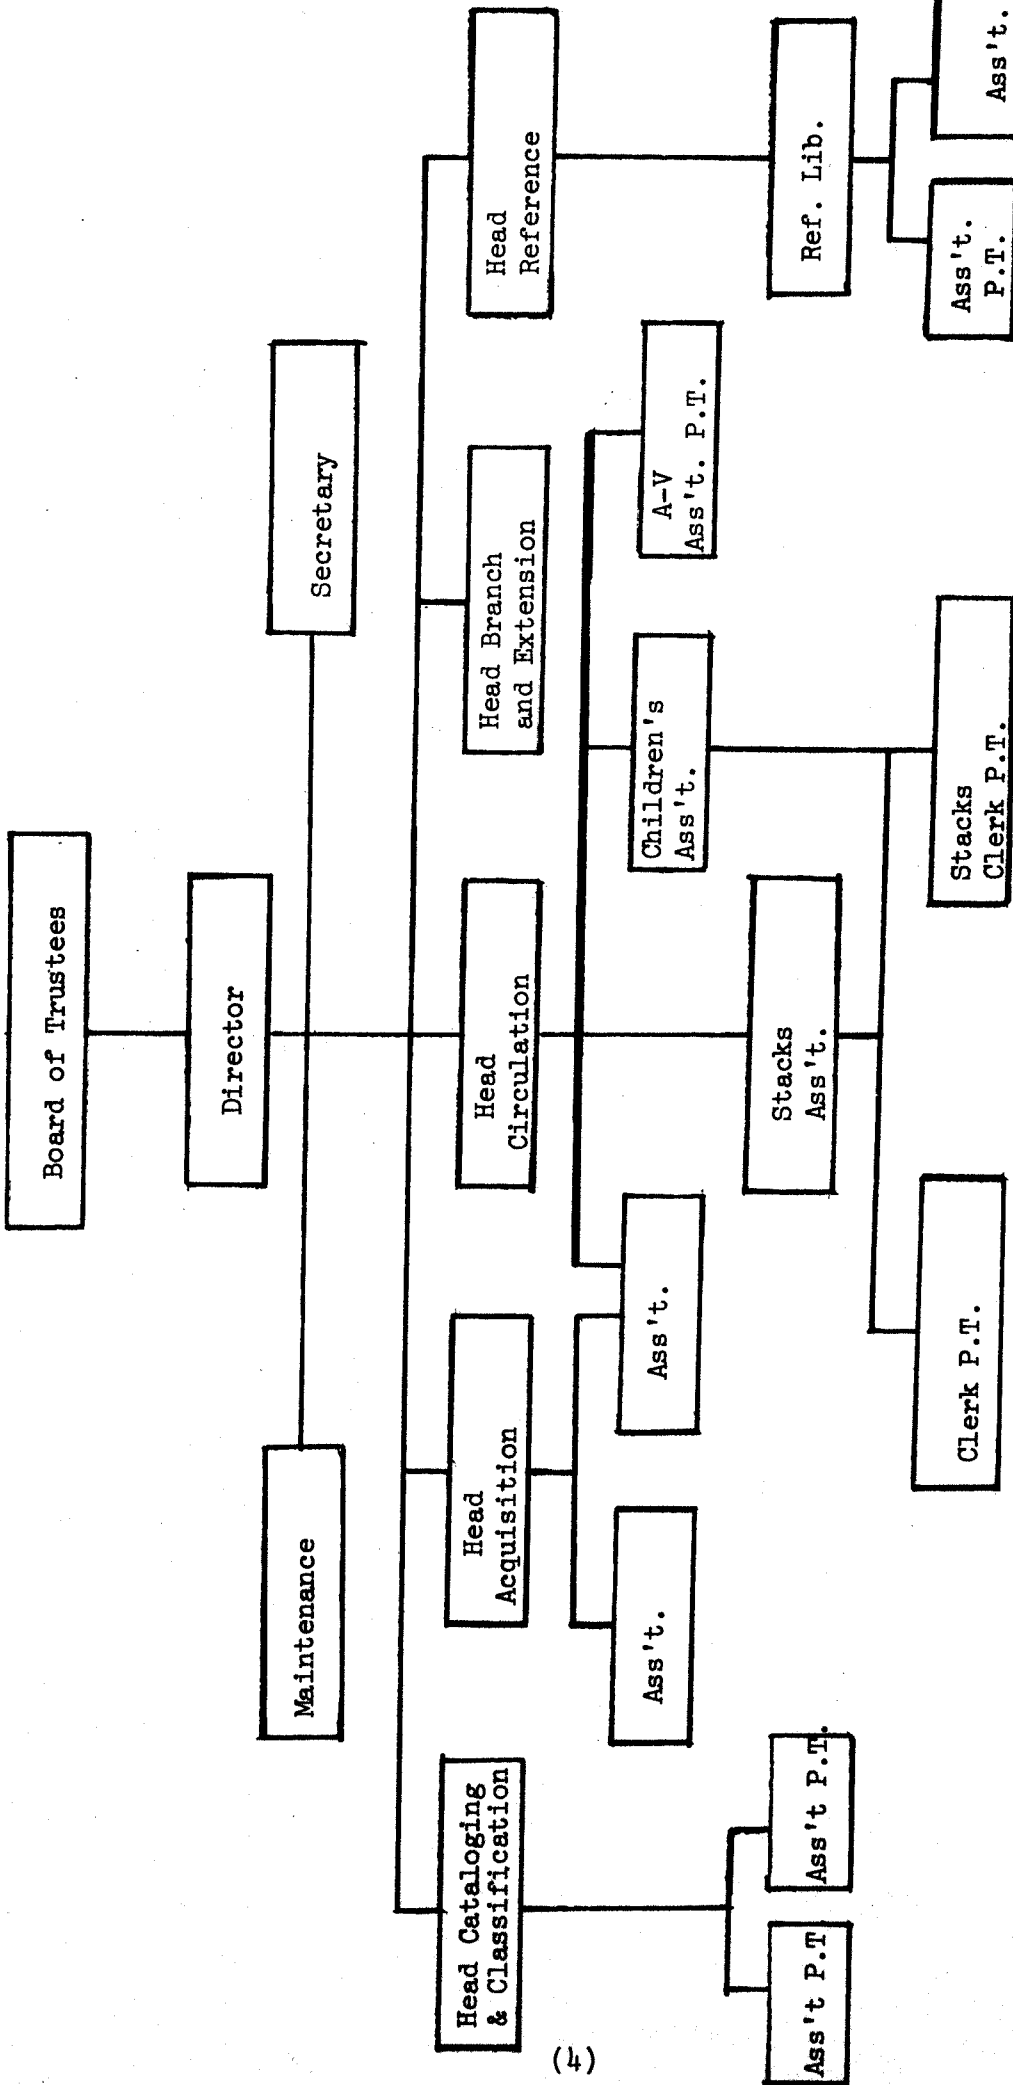 Board of Trustees
Director
Maintenance
Secretary
Head Cataloging
& Classification
Head
Acquisition
Head
Circulation
Head Branch
and Extension
Head
Reference
Ass't.
Ass't.
Children's
Ass't.
A-V
Ass't. P.T.
Ass't P.T
Ass't P.T.
Stacks
Ass't.
Ref. Lib.
Clerk P.T.
Stacks
Clerk P.T.
Ass't.
P.T.
Ass't.
(4)